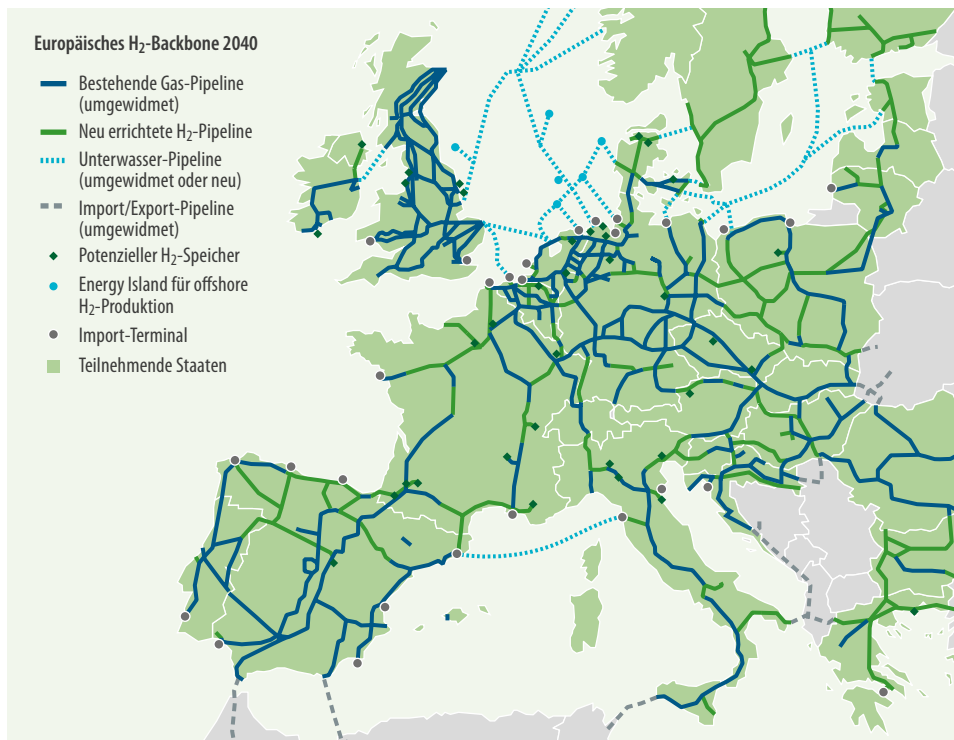 Europäisches H₂-Backbone 2040
Bestehende Gas-Pipeline
(umgewidmet)
Neu errichtete H₂-Pipeline
Unterwasser-Pipeline
(umgewidmet oder neu)
Import/Export-Pipeline
(umgewidmet)
Potenzieller H₂-Speicher
Energy Island für offshore
H₂-Produktion
Import-Terminal
Teilnehmende Staaten